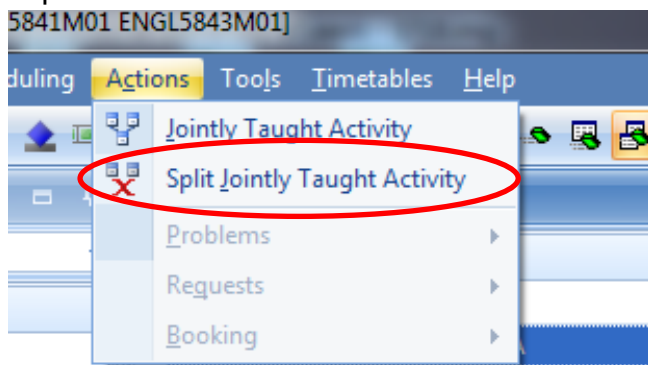 5841M01 ENGL5843M01]
duling Actions Tools Timetables Help
Jointly Taught Activity
Split Jointly Taught Activity
Problems
Requests
Booking